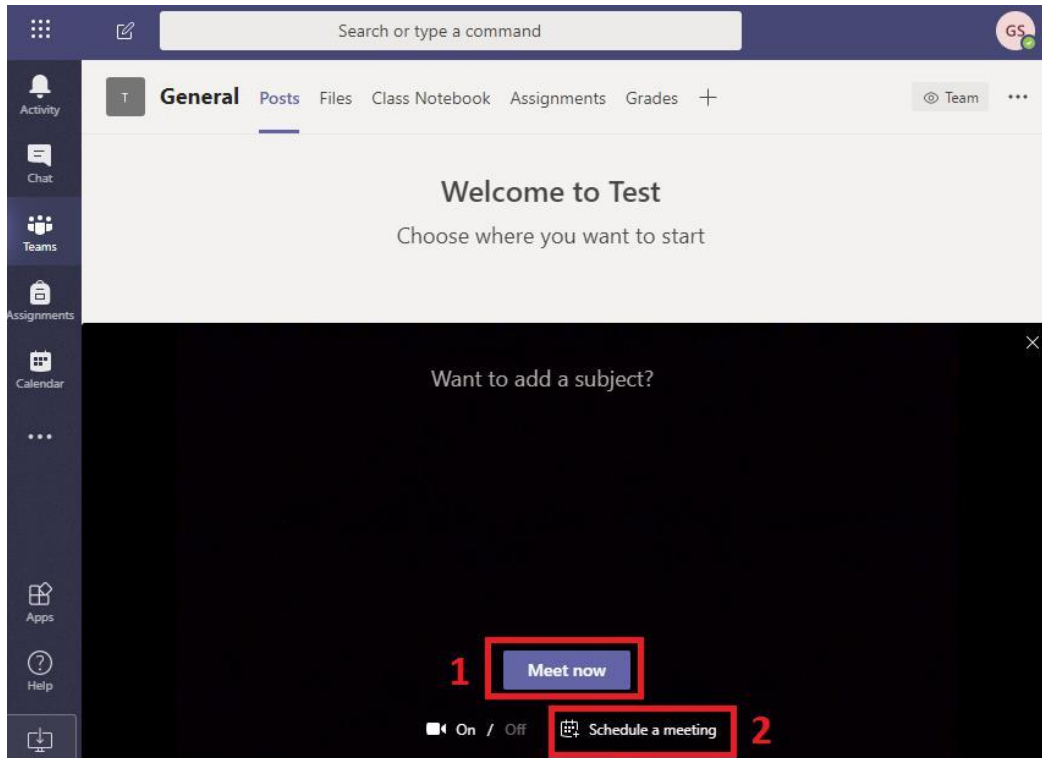 Search or type a command
GS
Activity
Chat
Teams
Assignments
Calendar
Apps
Help
T General Posts Files Class Notebook Assignments Grades +
Team
Welcome to Test
Choose where you want to start
Want to add a subject?
1 Meet now
On / Off Schedule a meeting 2